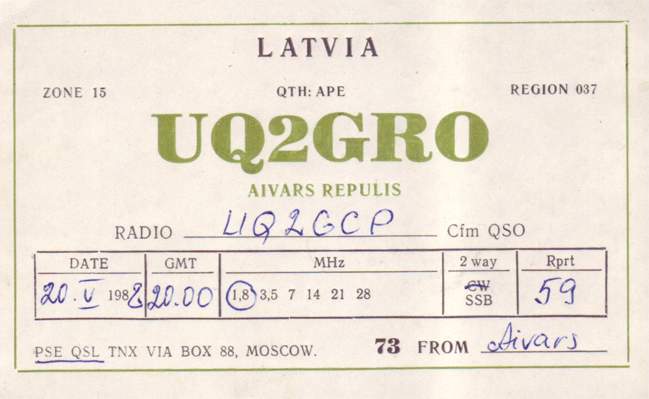 LATVIA
ZONE 15 QTH: APE REGION 037
UQ2GRO
AIVARS REPULIS
RADIO UQ2GCP Cfm QSO
DATE GMT MHz 2 way Rprt
20. V 1988 20.00 1,8 3,5 7 14 21 28 CW SSB 59
PSE QSL TNX VIA BOX 88, MOSCOW. 73 FROM Aivars